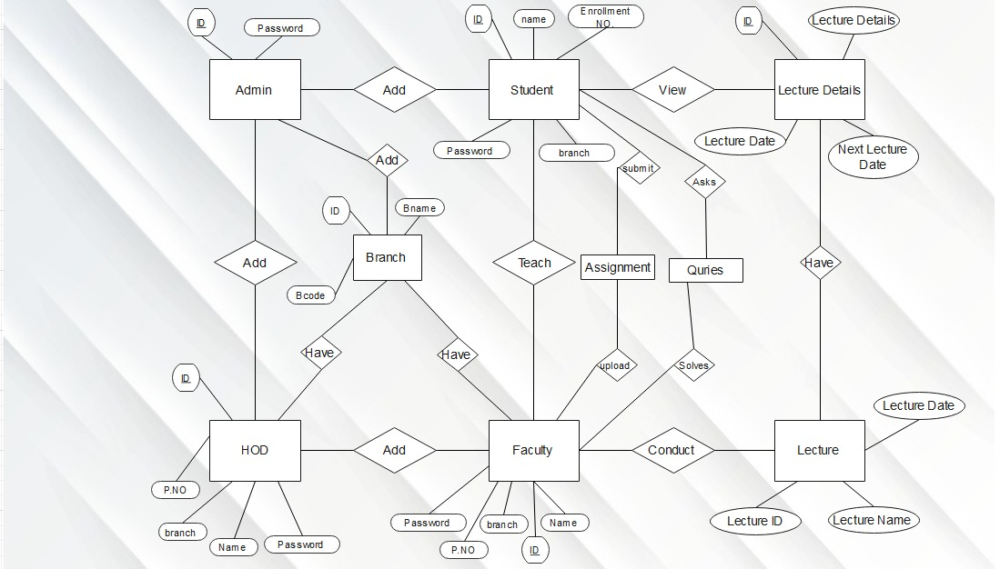 ID
Password
ID
name
Enrollment
NO.
ID
Lecture Details
Admin
Add
Student
View
Lecture Details
Password
branch
Lecture Date
Next Lecture
Date
Add
submit
Asks
ID
Bname
Branch
Bcode
Add
Teach
Assignment
Quries
Have
Have
Have
upload
Solves
ID
Lecture Date
HOD
Add
Faculty
Conduct
Lecture
P.NO
branch
Name
Password
Password
P.NO
branch
ID
Name
Lecture ID
Lecture Name